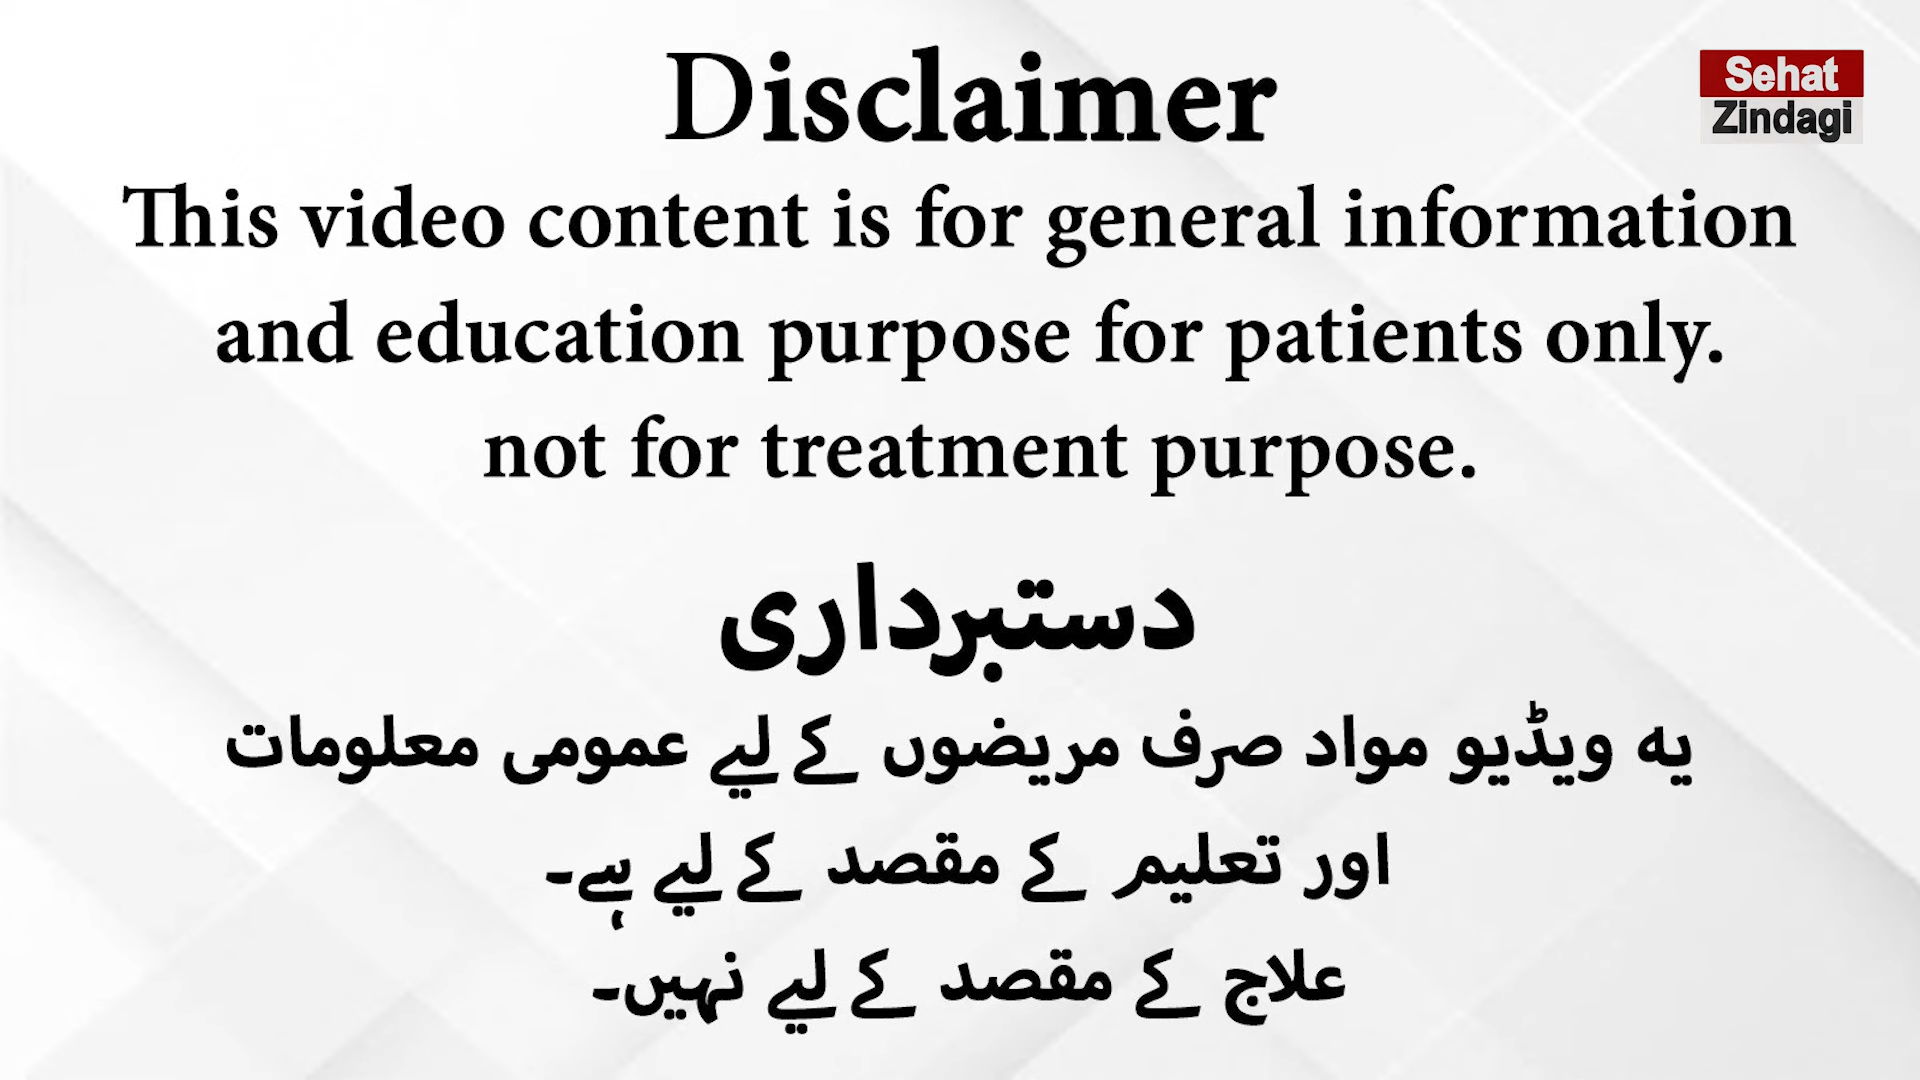 Disclaimer
Sehat
Zindagi
This video content is for general information
and education purpose for patients only.
not for treatment purpose.
دستبرداری
یہ ویڈیو مواد صرف مریضوں کے لیے عمومی معلومات
اور تعلیم کے مقصد کے لیے ہے۔
علاج کے مقصد کے لیے نہیں۔